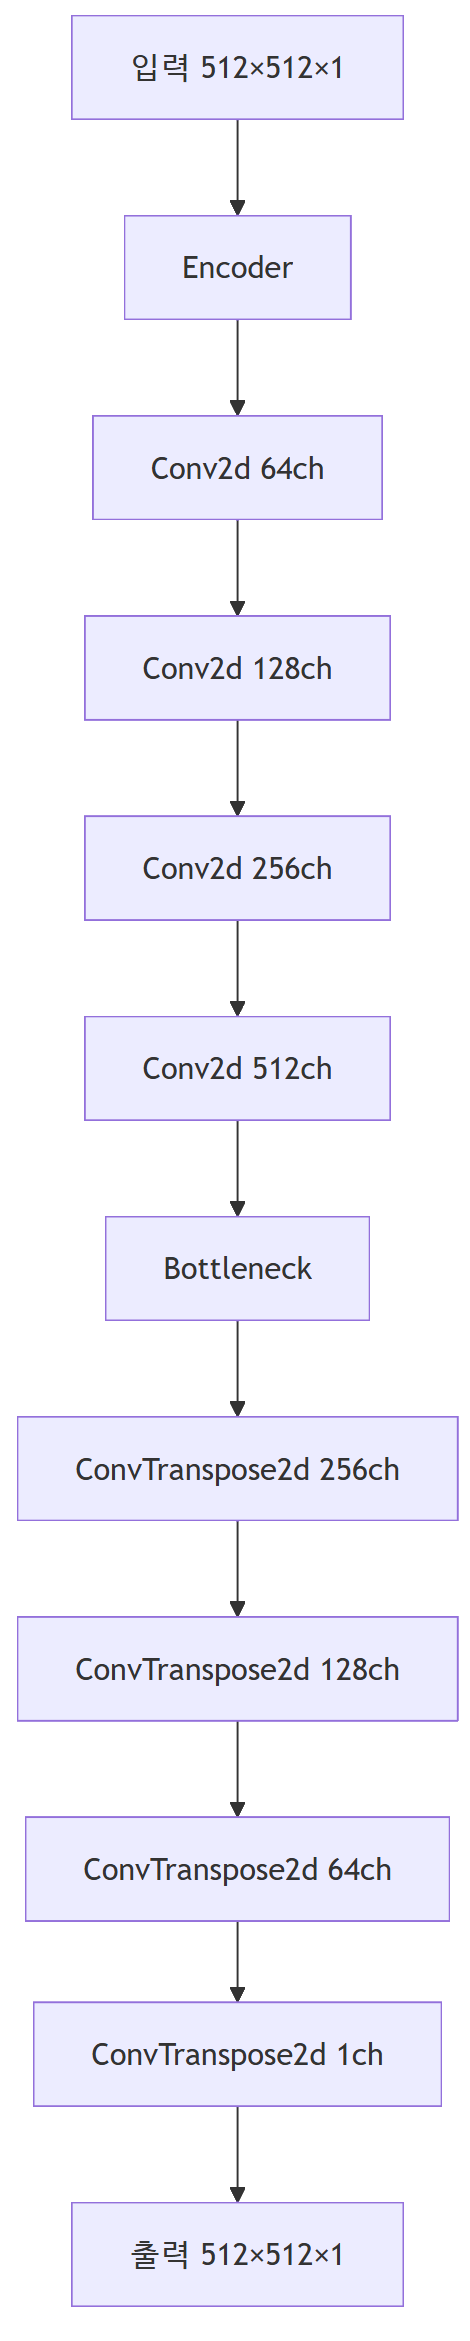 입력 512×512×1
Encoder
Conv2d 64ch
Conv2d 128ch
Conv2d 256ch
Conv2d 512ch
Bottleneck
ConvTranspose2d 256ch
ConvTranspose2d 128ch
ConvTranspose2d 64ch
ConvTranspose2d 1ch
출력 512×512×1